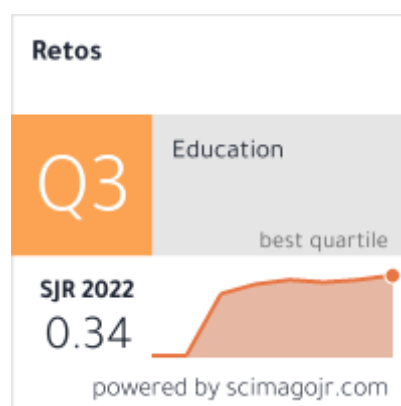 Retos
Q3
Education
best quartile
SJR 2022
0.34
powered by scimagojr.com